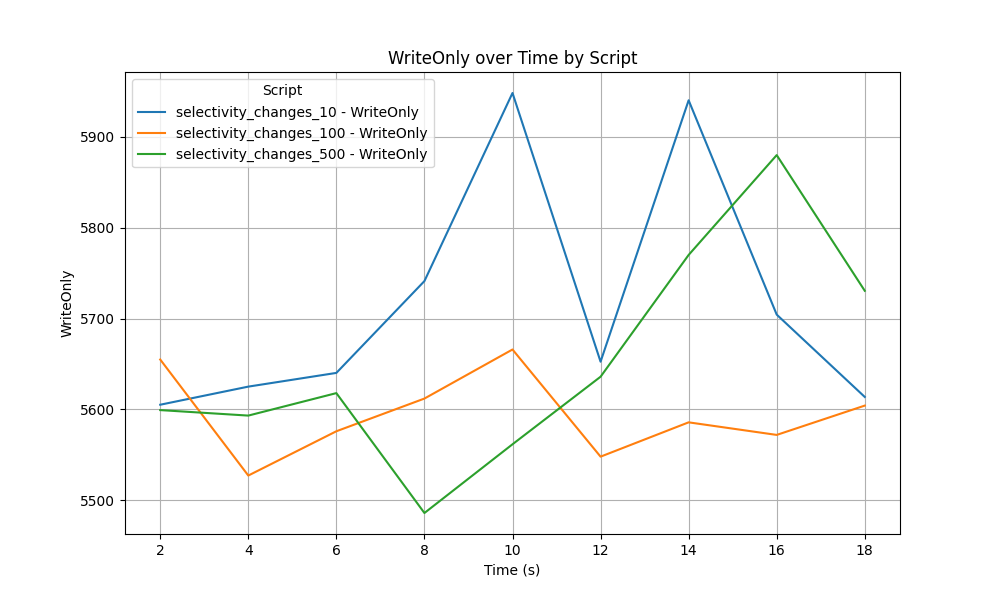 WriteOnly over Time by Script
Script
selectivity_changes_10 - WriteOnly
selectivity_changes_100 - WriteOnly
selectivity_changes_500 - WriteOnly
5900
5800
5700
5600
5500
WriteOnly
2 4 6 8 10 12 14 16 18
Time (s)